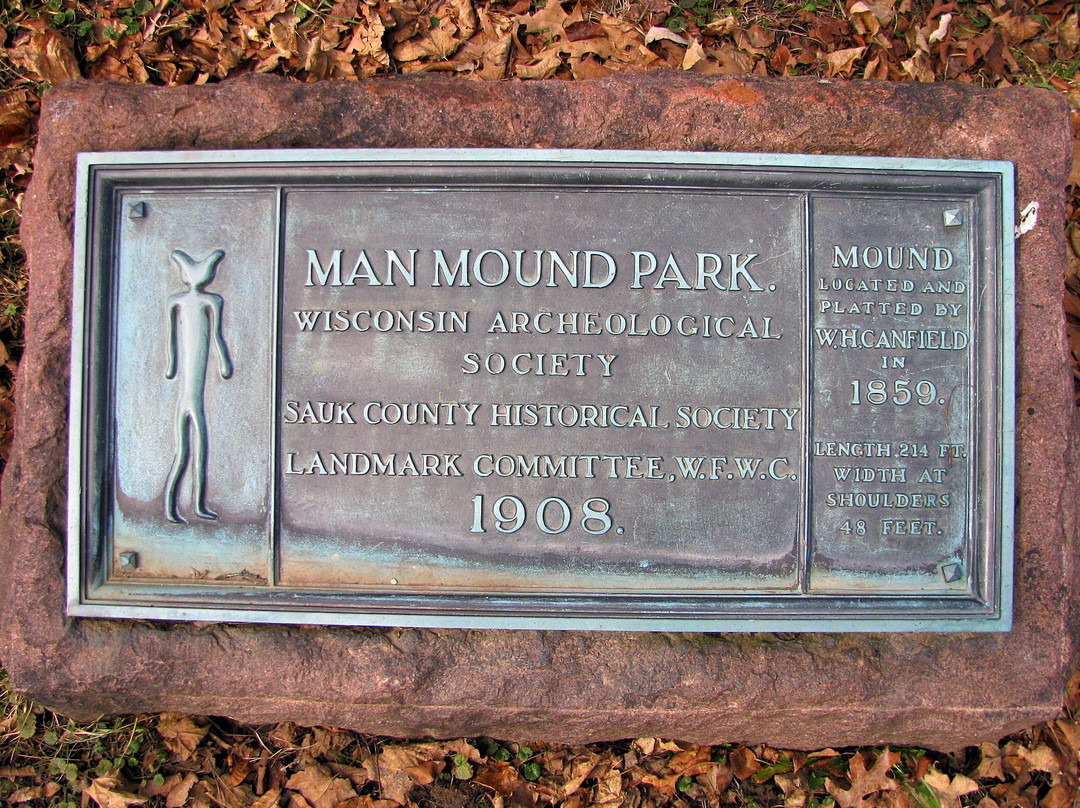 MAN MOUND PARK.
WISCONSIN ARCHEOLOGICAL
SOCIETY
SAUK COUNTY HISTORICAL SOCIETY
LANDMARK COMMITTEE, W.F.W.C.
1908.
MOUND
LOCATED AND
PLATTED BY
W.H.CANFIELD
IN
1859.
LENGTH.214 FT.
WIDTH AT
SHOULDERS
48 FEET.